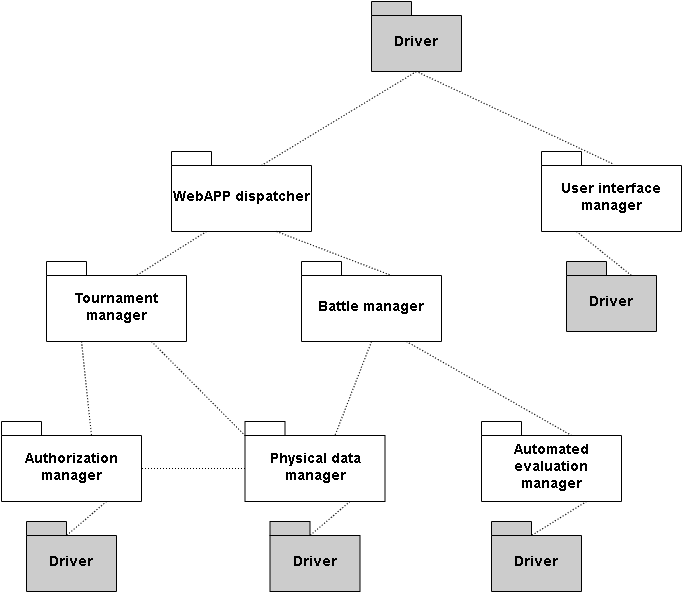 Driver
WebAPP dispatcher
User interface
manager
Tournament
manager
Battle manager
Driver
Authorization
manager
Physical data
manager
Automated
evaluation
manager
Driver
Driver
Driver